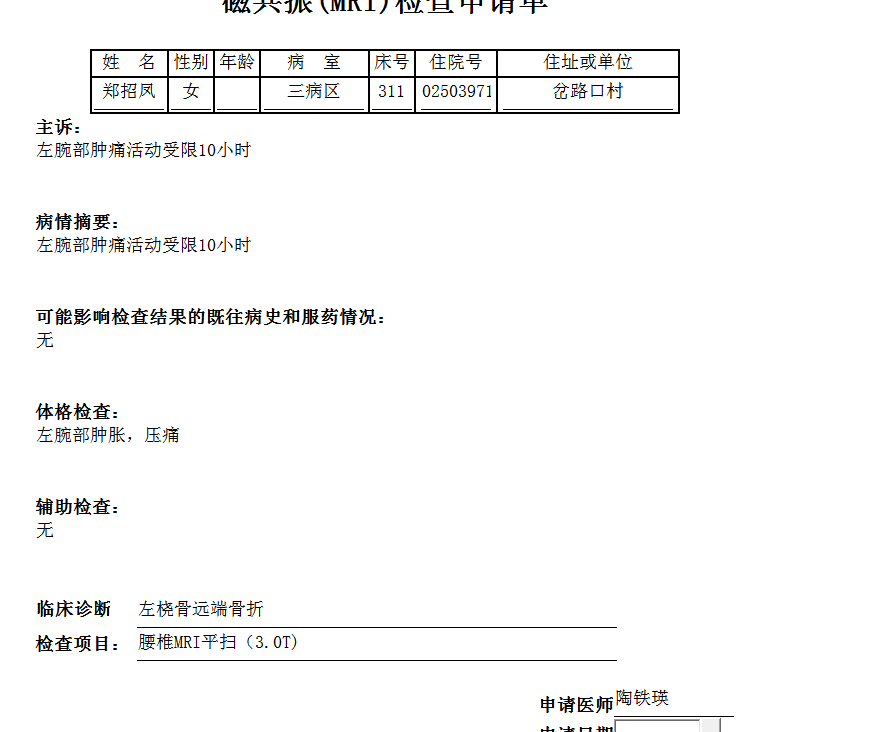 磁共振(MRI)检查申请单
姓 名 性别 年龄 病 室 床号 住院号 住址或单位
郑招凤 女 三病区 311 02503971 岔路口村
主诉：
左腕部肿痛活动受限10小时
病情摘要：
左腕部肿痛活动受限10小时
可能影响检查结果的既往病史和服药情况：
无
体格检查：
左腕部肿胀，压痛
辅助检查：
无
临床诊断 左桡骨远端骨折
检查项目： 腰椎MRI平扫（3.0T)
申请医师 陶铁瑛
申请日期